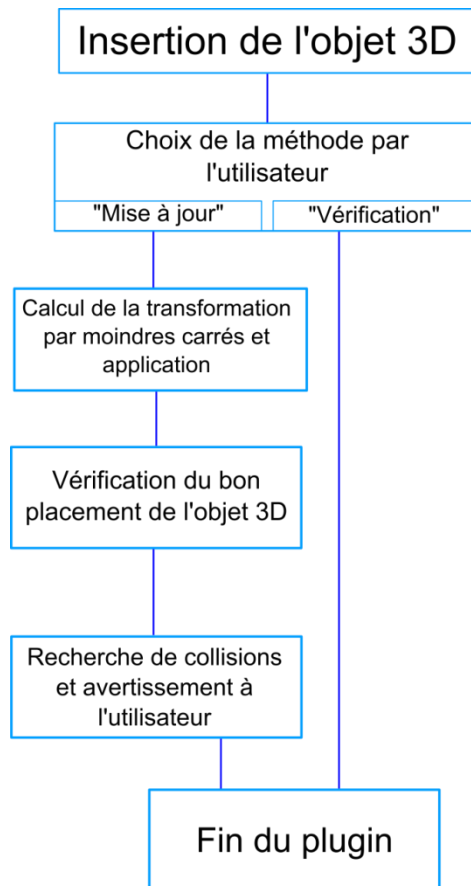 Insertion de l'objet 3D
Choix de la méthode par
l'utilisateur
"Mise à jour"
"Vérification"
Calcul de la transformation
par moindres carrés et
application
Vérification du bon
placement de l'objet 3D
Recherche de collisions
et avertissement à
l'utilisateur
Fin du plugin